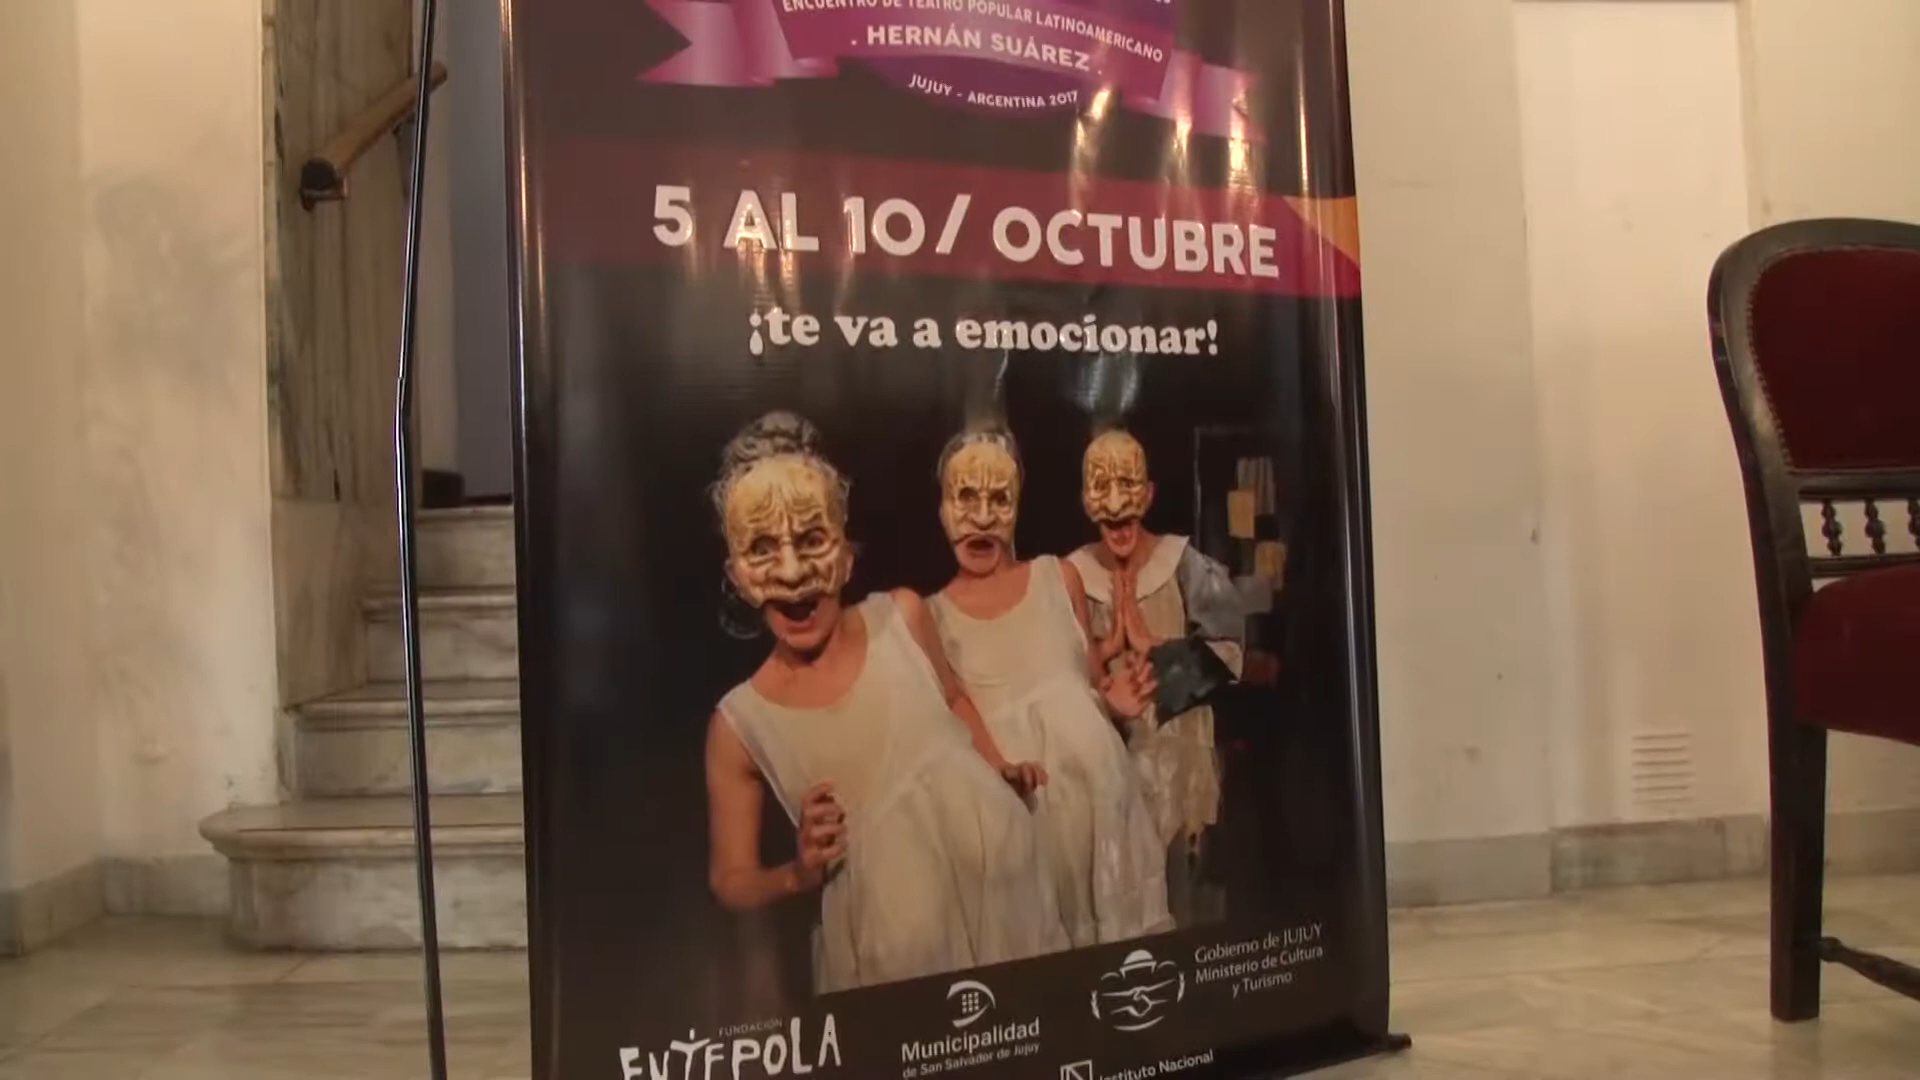 ENCUENTRO DE TEATRO POPULAR LATINOAMERICANO
. HERNÁN SUÁREZ .
JUJUY - ARGENTINA 2017
5 AL 10/ OCTUBRE
¡te va a emocionar!
Gobierno de JUJUY
Ministerio de Cultura
y Turismo
FUNDACIÓN
ENTEPOLA
Municipalidad
de San Salvador de Jujuy
Instituto Nacional